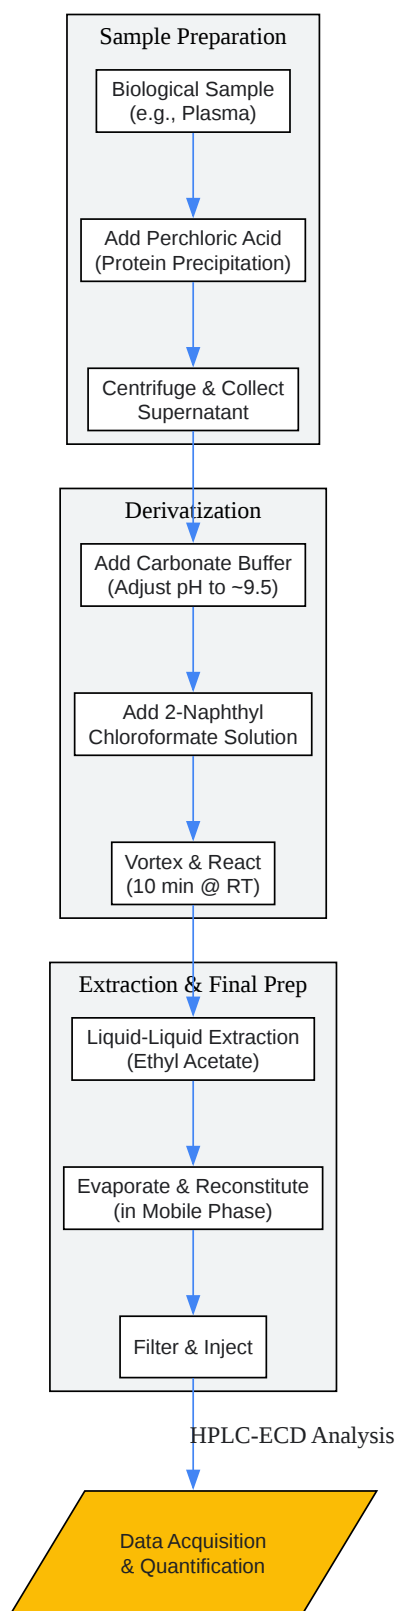 Sample Preparation
Biological Sample
(e.g., Plasma)
Add Perchloric Acid
(Protein Precipitation)
Centrifuge & Collect
Supernatant
Derivatization
Add Carbonate Buffer
(Adjust pH to ~9.5)
Add 2-Naphthyl
Chloroformate Solution
Vortex & React
(10 min @ RT)
Extraction & Final Prep
Liquid-Liquid Extraction
(Ethyl Acetate)
Evaporate & Reconstitute
(in Mobile Phase)
Filter & Inject
HPLC-ECD Analysis
Data Acquisition
& Quantification